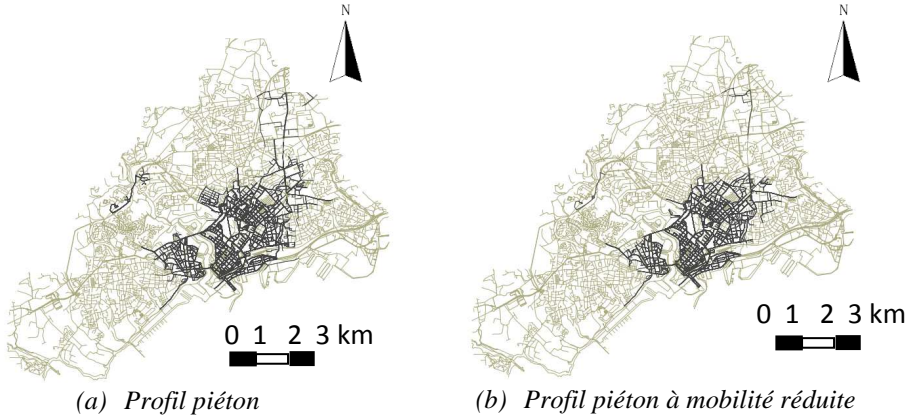 N
N
0 1 2 3 km
0 1 2 3 km
(a) Profil piéton
(b) Profil piéton à mobilité réduite